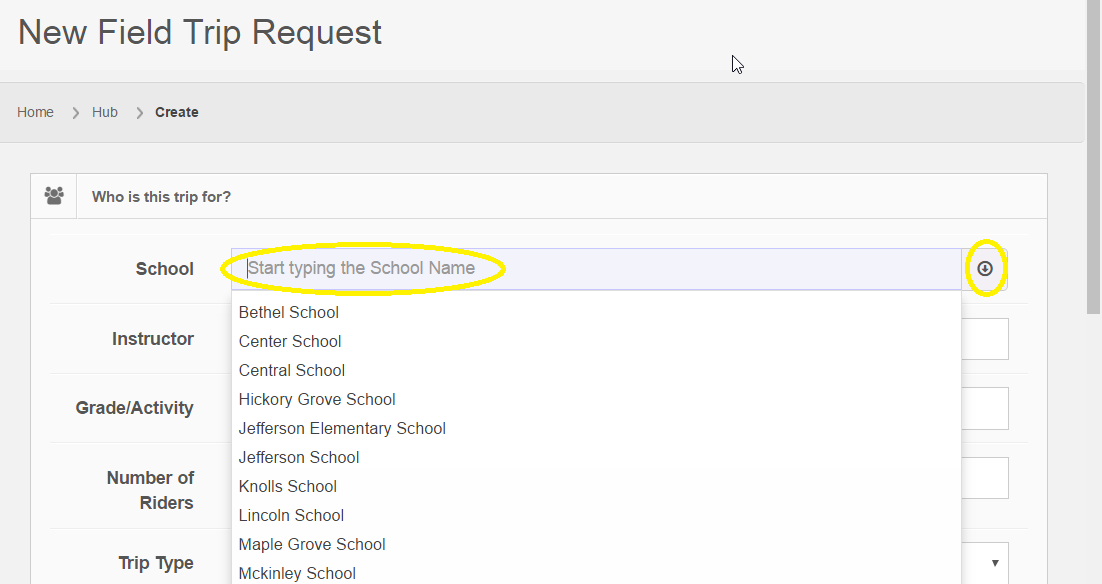 New Field Trip Request
Home > Hub > Create
Who is this trip for?
School
Start typing the School Name
Bethel School
Center School
Central School
Hickory Grove School
Jefferson Elementary School
Jefferson School
Knolls School
Lincoln School
Maple Grove School
Mckinley School
Instructor
Grade/Activity
Number of
Riders
Trip Type